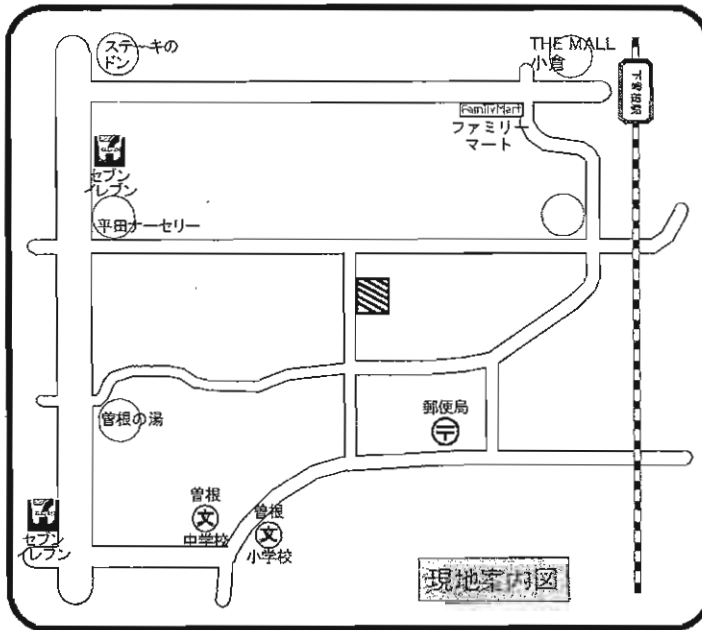 ステーキの
ドン
THE MALL
小倉
下曽根駅
FamilyMart
ファミリー
マート
セブン
イレブン
平田ナーセリー
曽根の湯
郵便局
曽根
中学校
曽根
小学校
セブン
イレブン
現地案内図